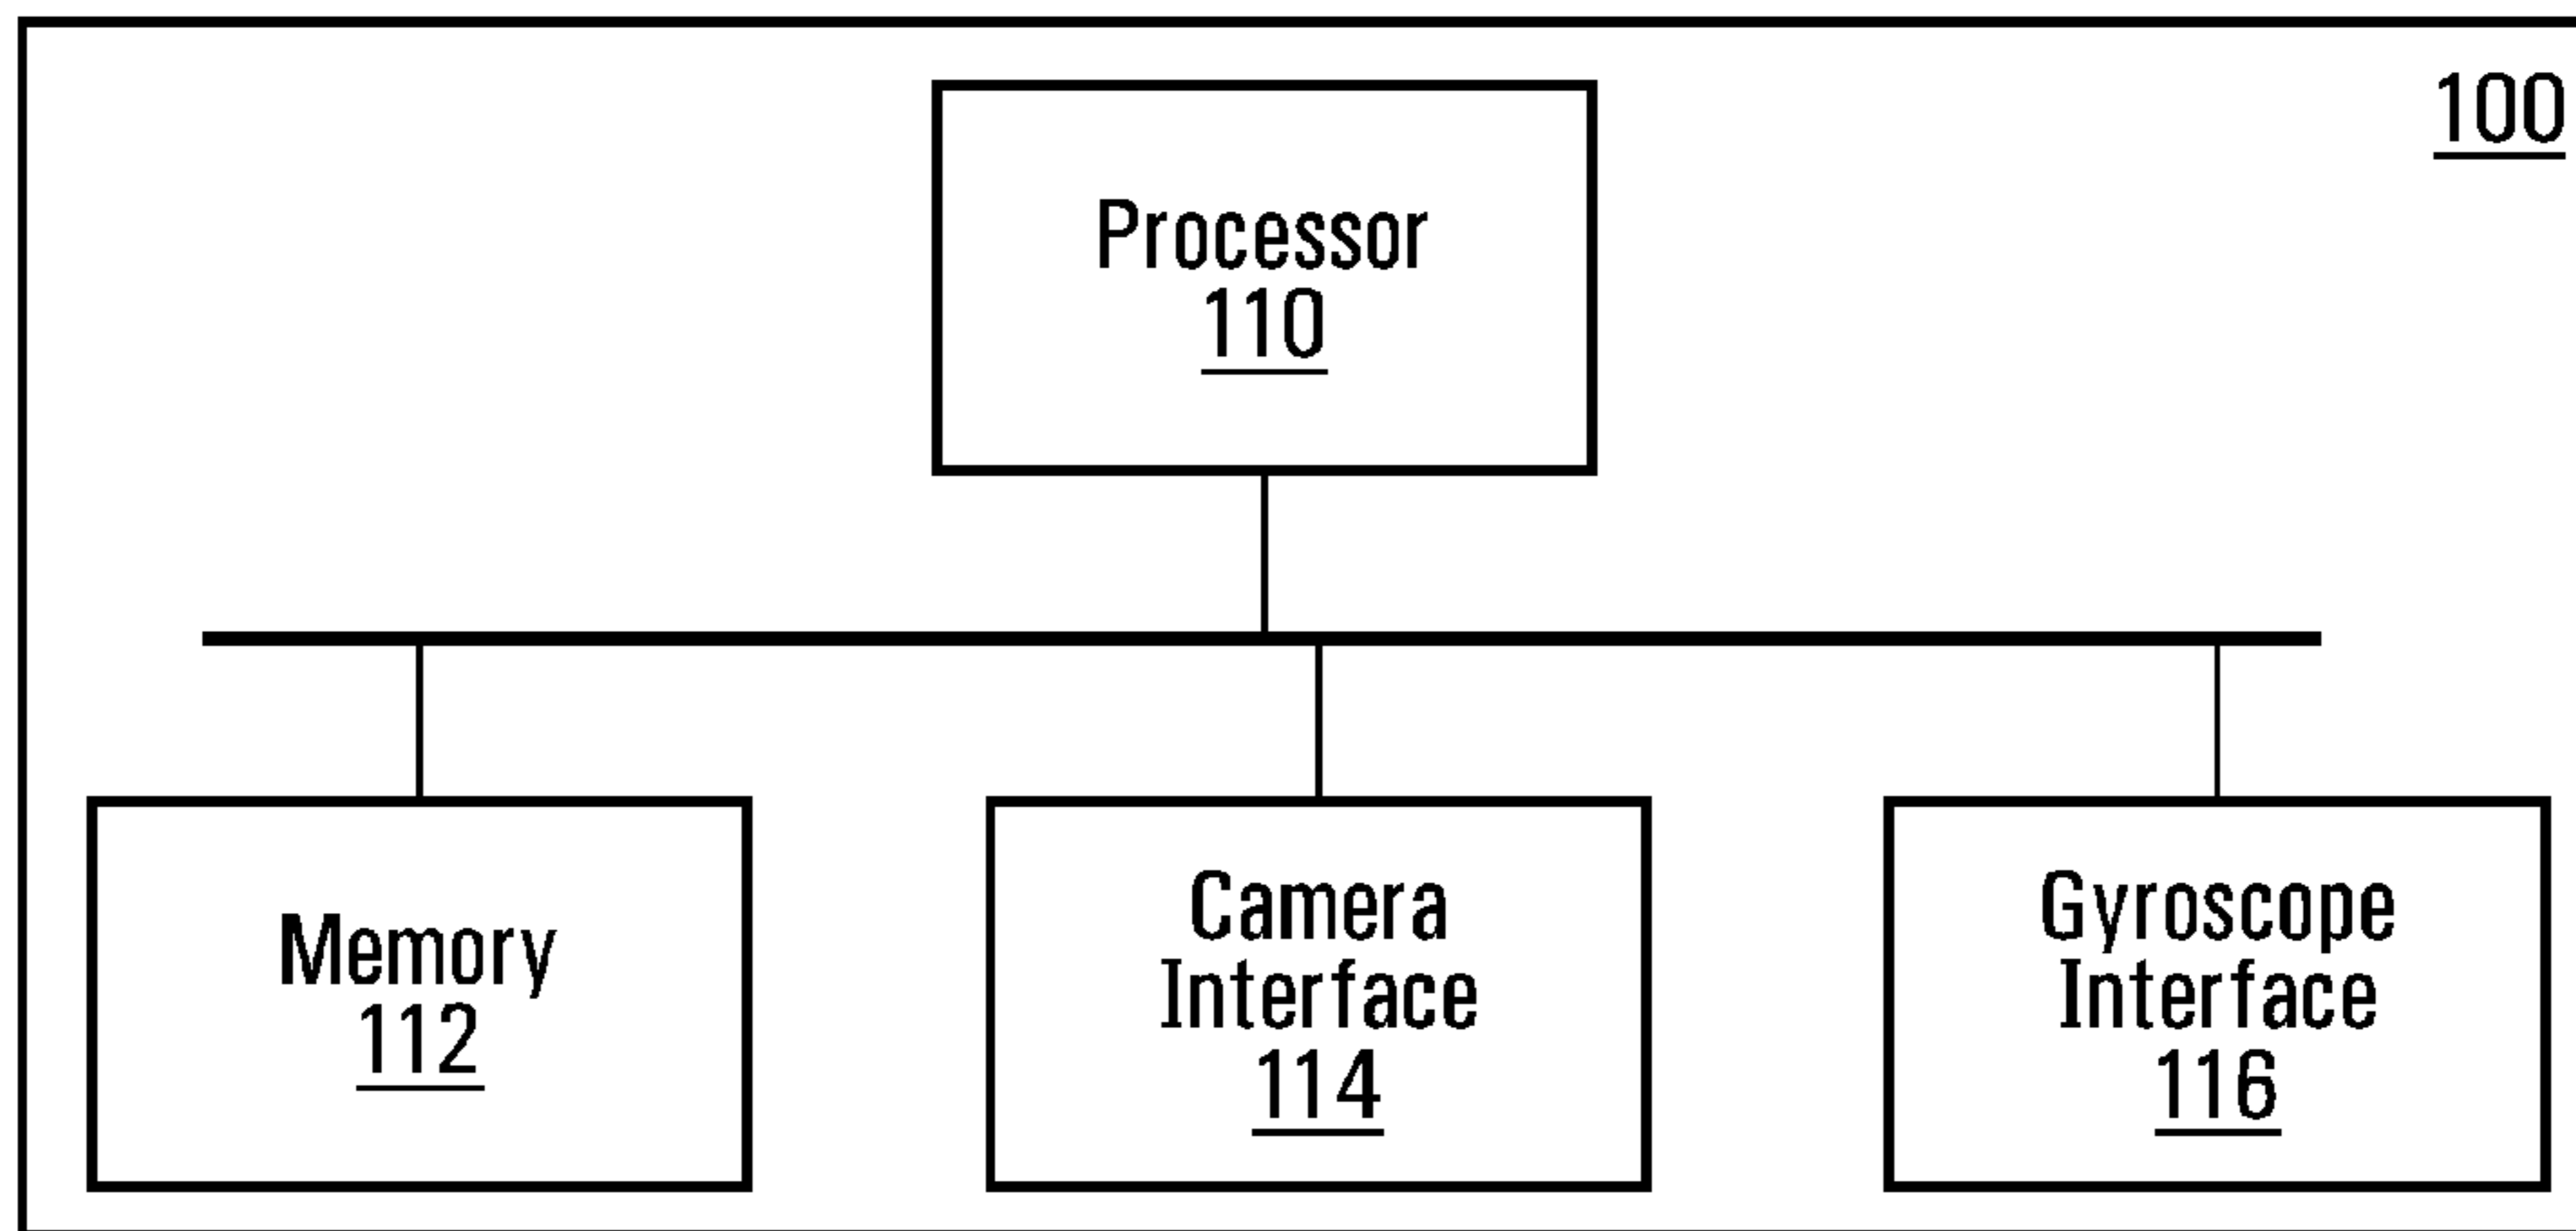 100
Processor
110
Memory
112
Camera
Interface
114
Gyroscope
Interface
116